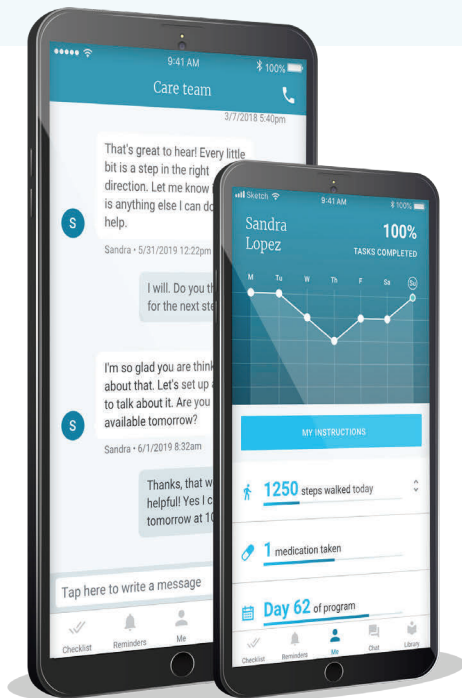 9:41 AM
100%
Care team
3/7/2018 5:40pm
That's great to hear! Every little
bit is a step in the right
direction. Let me know
is anything else I can do
help.
S
Sandra • 5/31/2019 12:22pm
I will. Do you
for the next
I'm so glad you are
about that. Let's set up
to talk about it. Are you
available tomorrow?
S
Sandra • 6/1/2019 8:32am
Thanks, that
helpful! Yes I
tomorrow at
Tap here to write a message
Checklist
Reminders
Me
Sketch
9:41 AM
100%
Sandra
Lopez
100%
TASKS COMPLETED
M
Tu
W
Th
F
Sa
Su
MY INSTRUCTIONS
1250 steps walked today
1 medication taken
Day 62 of program
Checklist
Reminders
Me
Chat
Library